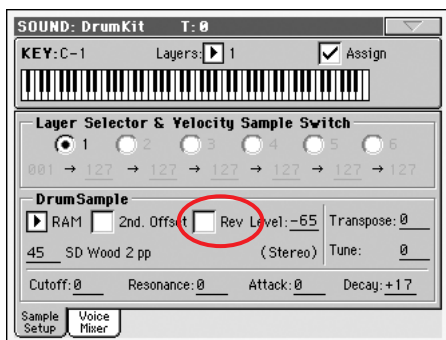 SOUND: DrumKit T: 0
KEY:C-1 Layers: 1 Assign
Layer Selector & Velocity Sample Switch
1 2 3 4 5 6
001 → 127 → 127 → 127 → 127 → 127 → 127
DrumSample
RAM 2nd. Offset Rev Level:-65 Transpose:0
45 SD Wood 2 pp (Stereo) Tune: 0
Cutoff:0 Resonance:0 Attack:0 Decay:+17
Sample Setup Voice Mixer